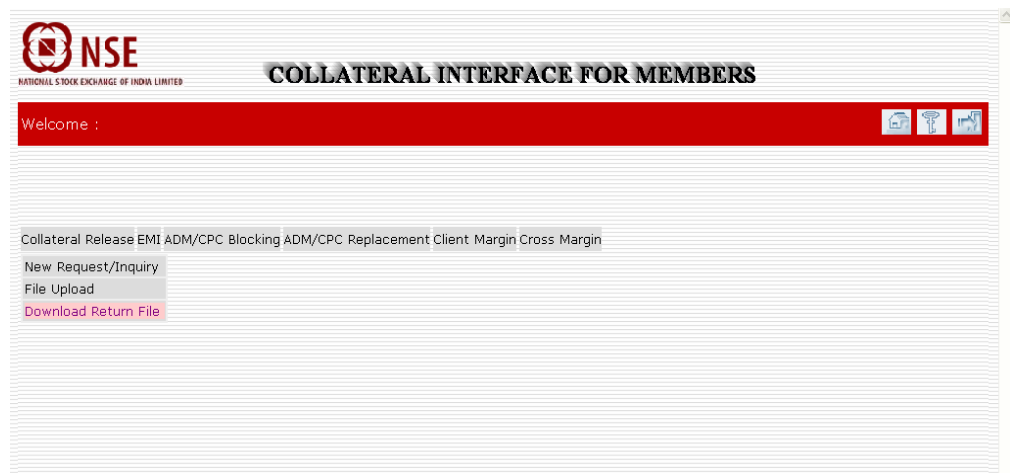 NSE
NATIONAL STOCK EXCHANGE OF INDIA LIMITED
COLLATERAL INTERFACE FOR MEMBERS
Welcome :
Collateral Release EMI ADM/CPC Blocking ADM/CPC Replacement Client Margin Cross Margin
New Request/Inquiry
File Upload
Download Return File